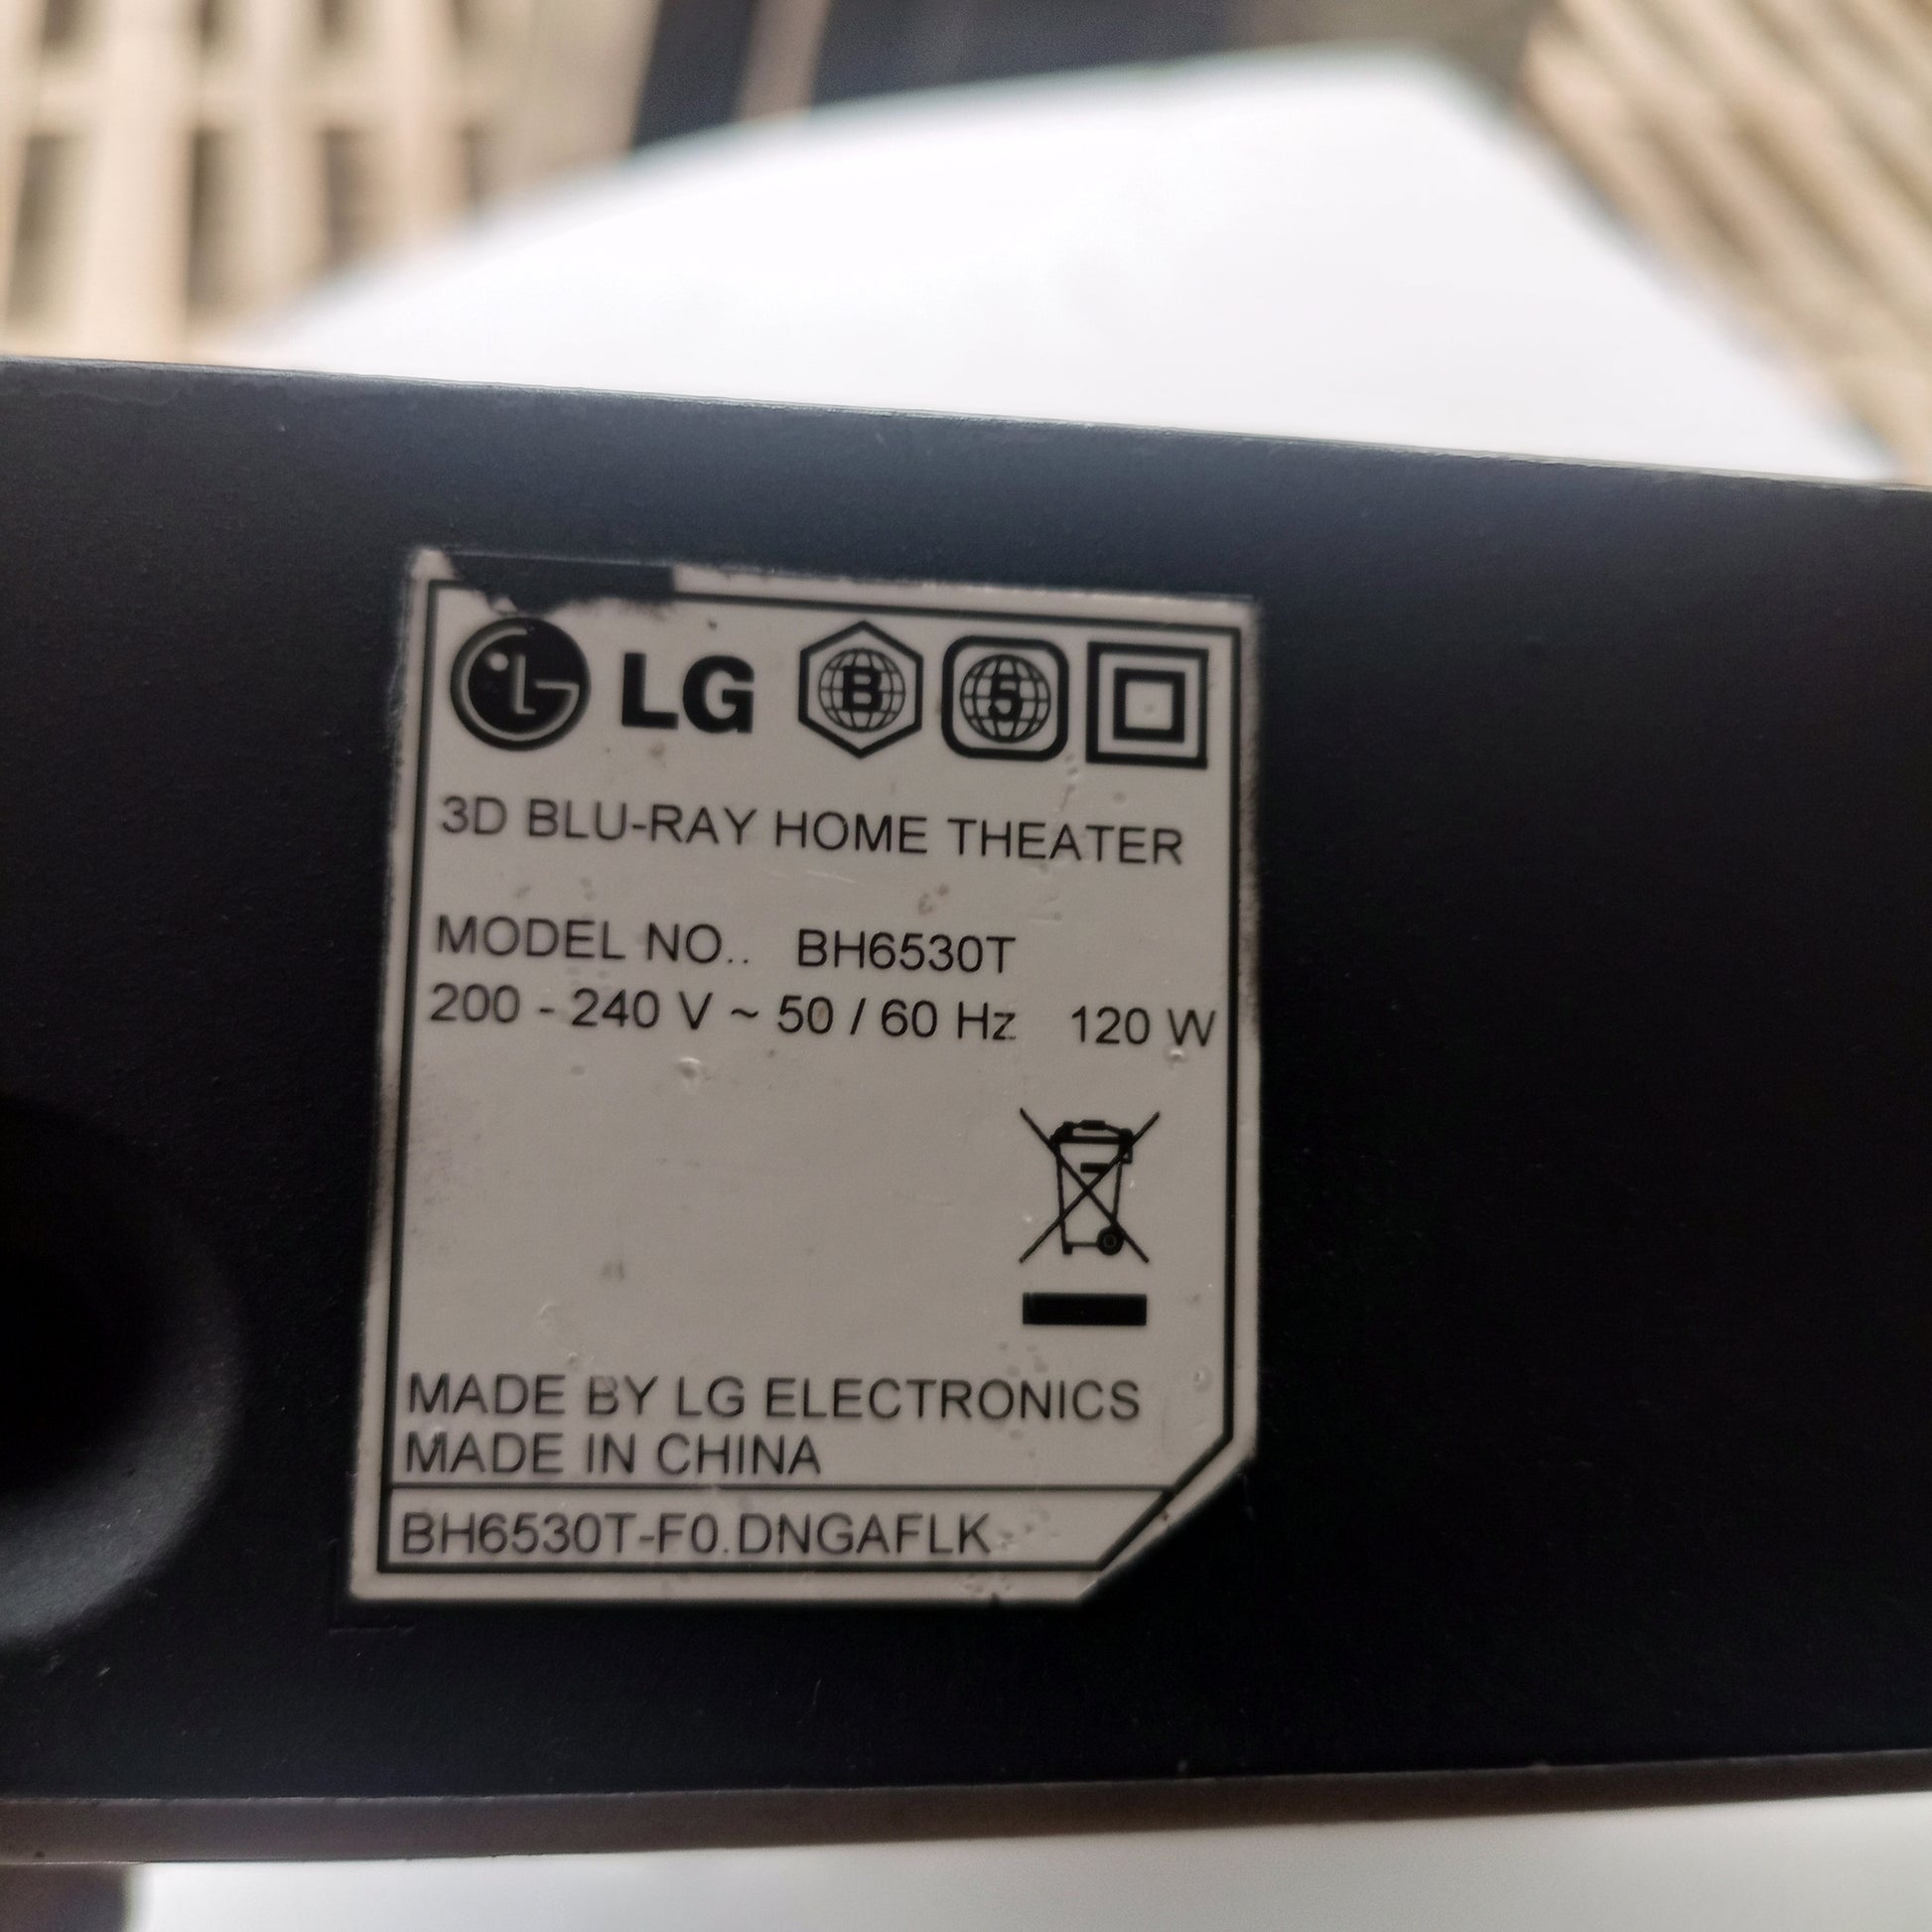 LG B 5
3D BLU-RAY HOME THEATER
MODEL NO.. BH6530T
200 - 240 V ~ 50 / 60 Hz 120 W
MADE BY LG ELECTRONICS
MADE IN CHINA
BH6530T-F0.DNGAFLK